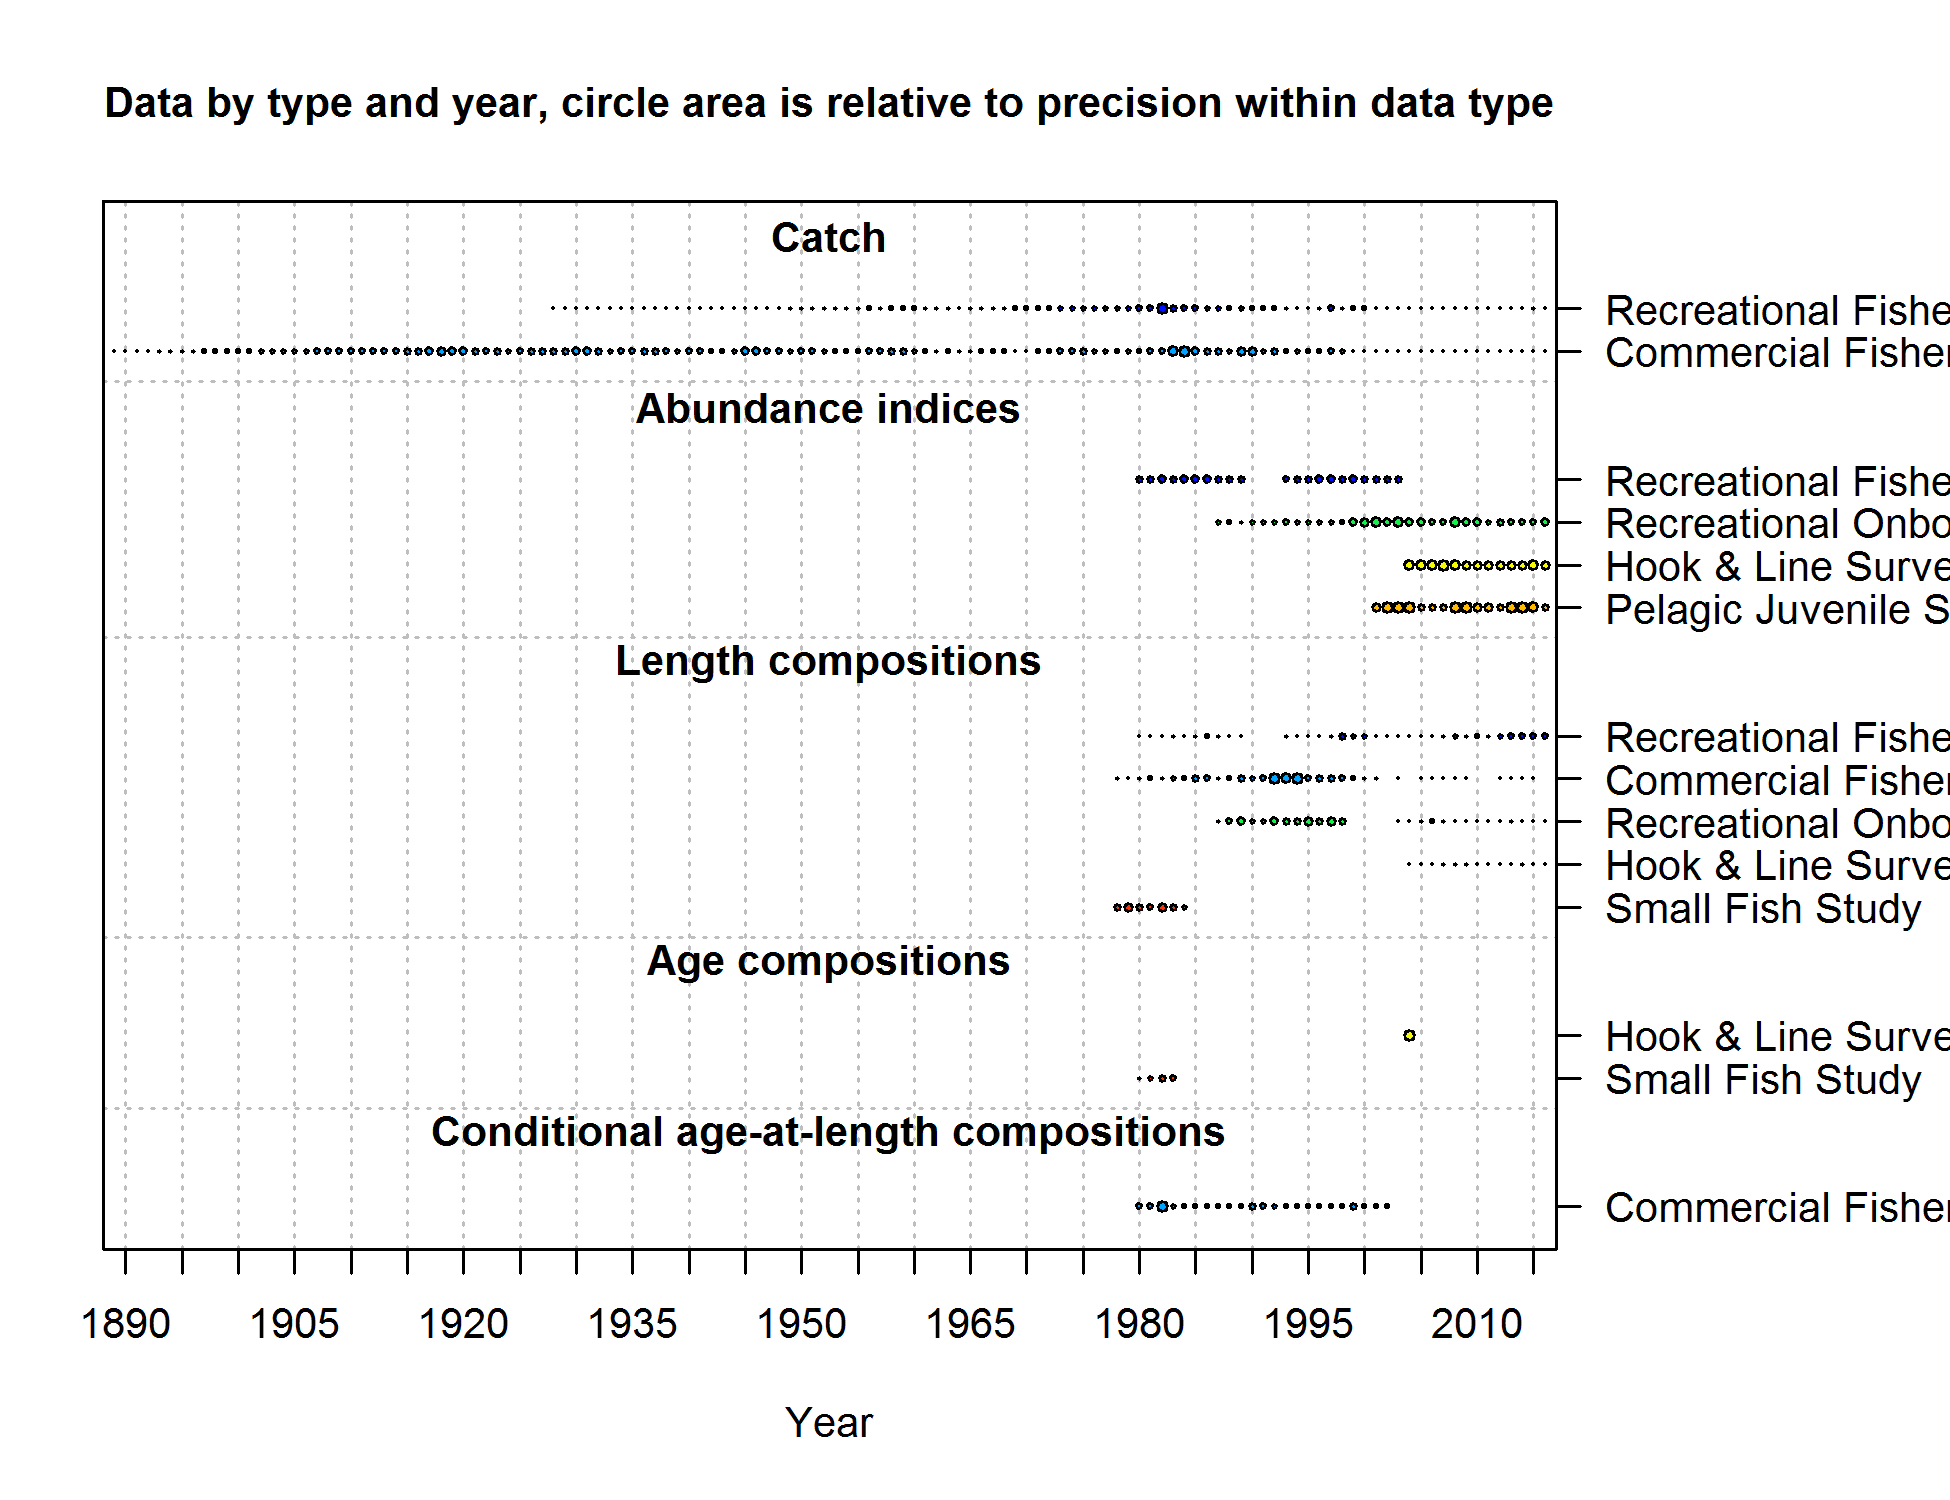 Data by type and year, circle area is relative to precision within data type
Catch
Recreational Fishe
Commercial Fisher
Abundance indices
Recreational Fishe
Recreational Onbo
Hook & Line Surve
Pelagic Juvenile S
Length compositions
Recreational Fishe
Commercial Fisher
Recreational Onbo
Hook & Line Surve
Small Fish Study
Age compositions
Hook & Line Surve
Small Fish Study
Conditional age-at-length compositions
Commercial Fisher
1890 1905 1920 1935 1950 1965 1980 1995 2010
Year